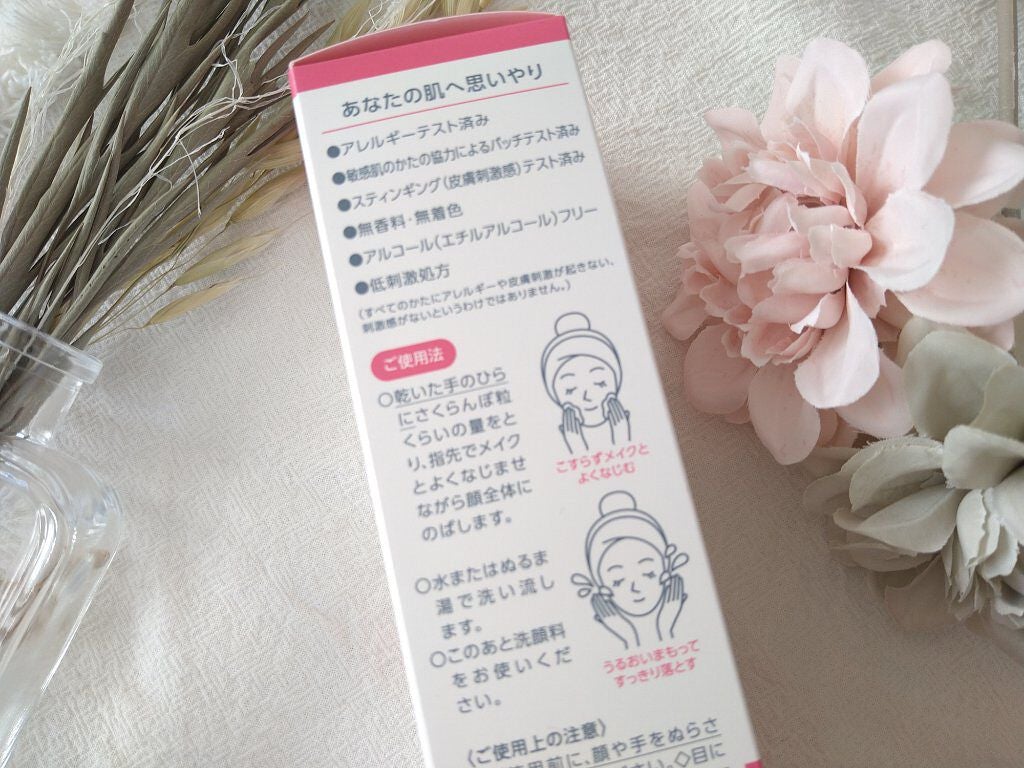 あなたの肌へ思いやり
●アレルギーテスト済み
●敏感肌のかたの協力によるパッチテスト済み
●スティンギング(皮膚刺激感)テスト済み
●無香料・無着色
●アルコール(エチルアルコール)フリー
●低刺激処方
(すべてのかたにアレルギーや皮膚刺激が起きない、
刺激感がないというわけではありません。)
ご使用法
○乾いた手のひら
にさくらんぼ粒
くらいの量をと
り、指先でメイク
とよくなじませ
ながら顔全体に
のばします。
こすらずメイクと
よくなじむ
○水またはぬるま
湯で洗い流し
ます。
○このあと洗顔料
をお使いくだ
さい。
うるおいまもって
すっきり落とす
〈ご使用上の注意〉
用前に、顔や手をぬらさ
さい。◇目に